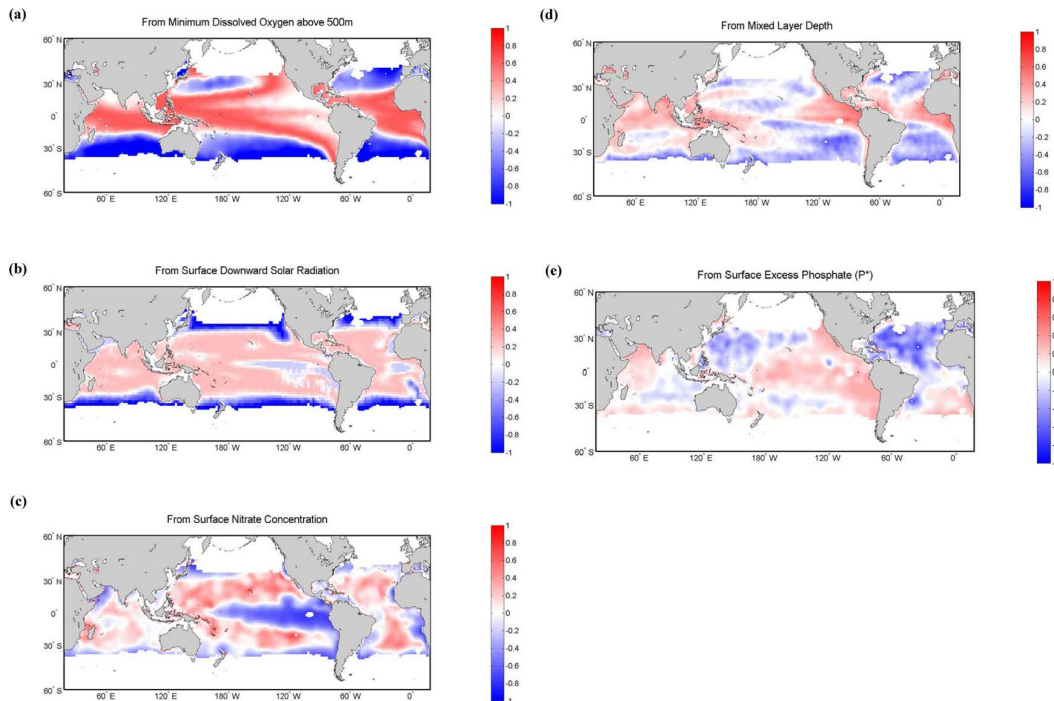 (a)
From Minimum Dissolved Oxygen above 500m
60° N
30° N
0°
30° S
60° S
60° E 120° E 180° W 120° W 60° W 0°
1
0.8
0.6
0.4
0.2
0
-0.2
-0.4
-0.6
-0.8
-1
(b)
From Surface Downward Solar Radiation
60° N
30° N
0°
30° S
60° S
60° E 120° E 180° W 120° W 60° W 0°
1
0.8
0.6
0.4
0.2
0
-0.2
-0.4
-0.6
-0.8
-1
(c)
From Surface Nitrate Concentration
60° N
30° N
0°
30° S
60° S
60° E 120° E 180° W 120° W 60° W 0°
1
0.8
0.6
0.4
0.2
0
-0.2
-0.4
-0.6
-0.8
-1
(d)
From Mixed Layer Depth
60° N
30° N
0°
30° S
60° S
60° E 120° E 180° W 120° W 60° W 0°
1
0.8
0.6
0.4
0.2
0
-0.2
-0.4
-0.6
-0.8
-1
(e)
From Surface Excess Phosphate (P*)
60° N
30° N
0°
30° S
60° S
60° E 120° E 180° W 120° W 60° W 0°